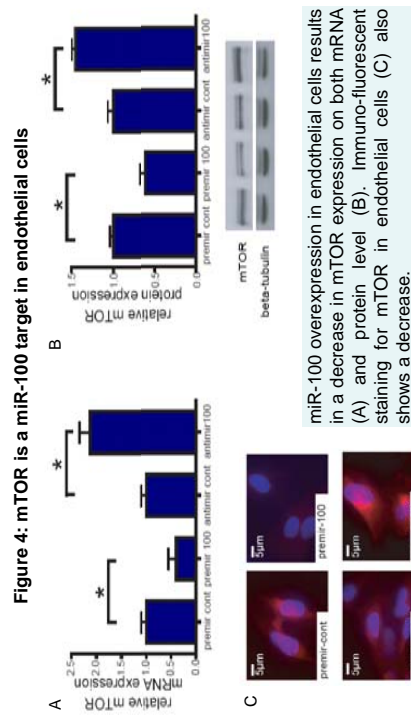 Figure 4: mTOR is a miR-100 target in endothelial cells
A
relative mTOR
mRNA expression
2.5
2.0
1.5
1.0
0.5
0.0
premir cont
premir 100
antimir cont
antimir100
*
*
B
relative mTOR
protein expression
1.5
1.0
0.5
0.0
premir cont
premir 100
antimir cont
antimir100
*
*
mTOR
beta-tubulin
C
5µm
premir-cont
5µm
premir-100
5µm
5µm
miR-100 overexpression in endothelial cells results
in a decrease in mTOR expression on both mRNA
(A) and protein level (B). Immuno-fluorescent
staining for mTOR in endothelial cells (C) also
shows a decrease.